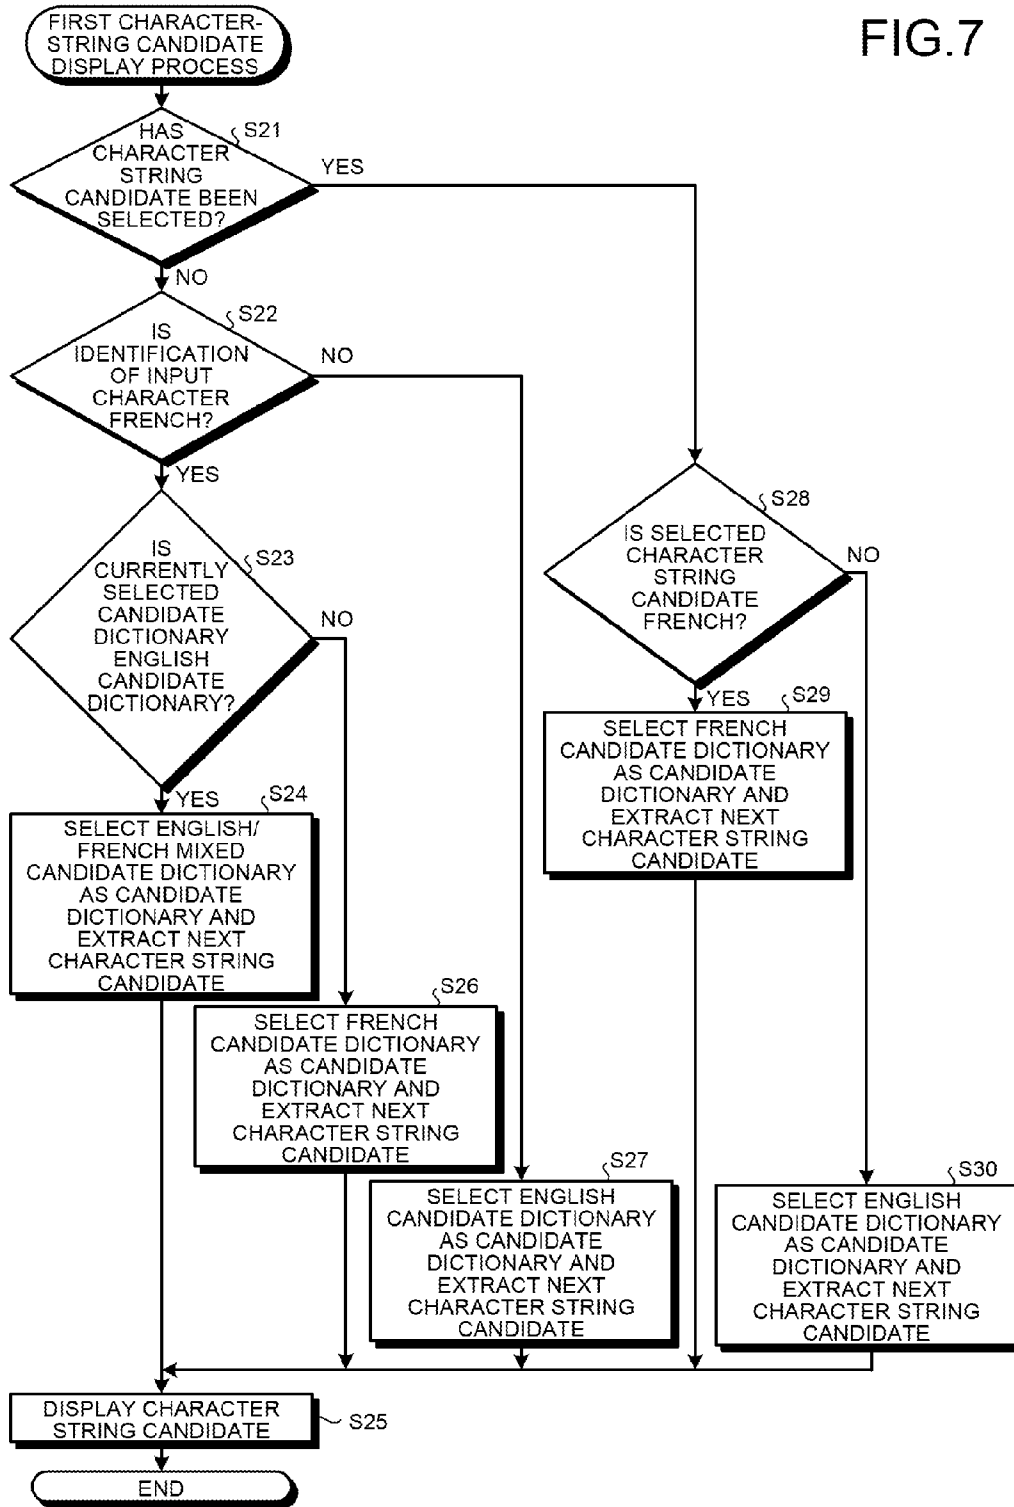 FIG.7
FIRST CHARACTER-
STRING CANDIDATE
DISPLAY PROCESS
S21
HAS
CHARACTER
STRING
CANDIDATE BEEN
SELECTED?
YES
NO
S22
IS
IDENTIFICATION
OF INPUT
CHARACTER
FRENCH?
NO
YES
S23
IS
CURRENTLY
SELECTED
CANDIDATE
DICTIONARY
ENGLISH
CANDIDATE
DICTIONARY?
NO
YES
S28
IS SELECTED
CHARACTER
STRING
CANDIDATE
FRENCH?
NO
YES
S29
SELECT FRENCH
CANDIDATE DICTIONARY
AS CANDIDATE
DICTIONARY AND
EXTRACT NEXT
CHARACTER STRING
CANDIDATE
S24
SELECT ENGLISH/
FRENCH MIXED
CANDIDATE DICTIONARY
AS CANDIDATE
DICTIONARY AND
EXTRACT NEXT
CHARACTER STRING
CANDIDATE
S26
SELECT FRENCH
CANDIDATE DICTIONARY
AS CANDIDATE
DICTIONARY AND
EXTRACT NEXT
CHARACTER STRING
CANDIDATE
S27
SELECT ENGLISH
CANDIDATE DICTIONARY
AS CANDIDATE
DICTIONARY AND
EXTRACT NEXT
CHARACTER STRING
CANDIDATE
S30
SELECT ENGLISH
CANDIDATE DICTIONARY
AS CANDIDATE
DICTIONARY AND
EXTRACT NEXT
CHARACTER STRING
CANDIDATE
DISPLAY CHARACTER
STRING CANDIDATE
S25
END